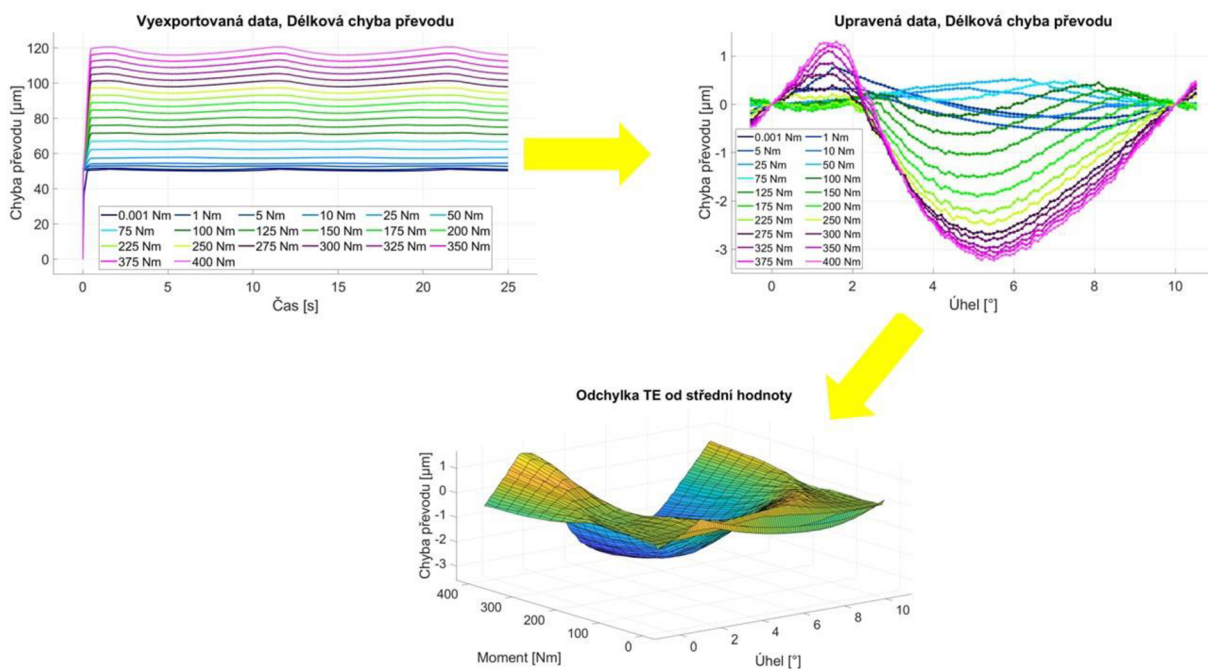 Vyexportovaná data, Délková chyba převodu
120
100
80
60
40
20
0
Chyba převodu [µm]
0.001 Nm 1 Nm 5 Nm 10 Nm 25 Nm 50 Nm
75 Nm 100 Nm 125 Nm 150 Nm 175 Nm 200 Nm
225 Nm 250 Nm 275 Nm 300 Nm 325 Nm 350 Nm
375 Nm 400 Nm
0 5 10 15 20 25
Čas [s]
Upravená data, Délková chyba převodu
1
0
-1
-2
-3
Chyba převodu [µm]
0.001 Nm 1 Nm
5 Nm 10 Nm
25 Nm 50 Nm
75 Nm 100 Nm
125 Nm 150 Nm
175 Nm 200 Nm
225 Nm 250 Nm
275 Nm 300 Nm
325 Nm 350 Nm
375 Nm 400 Nm
0 2 4 6 8 10
Úhel [°]
Odchylka TE od střední hodnoty
1
0
-1
-2
-3
Chyba převodu [µm]
400 300 200 100 0
Moment [Nm]
0 2 4 6 8 10
Úhel [°]